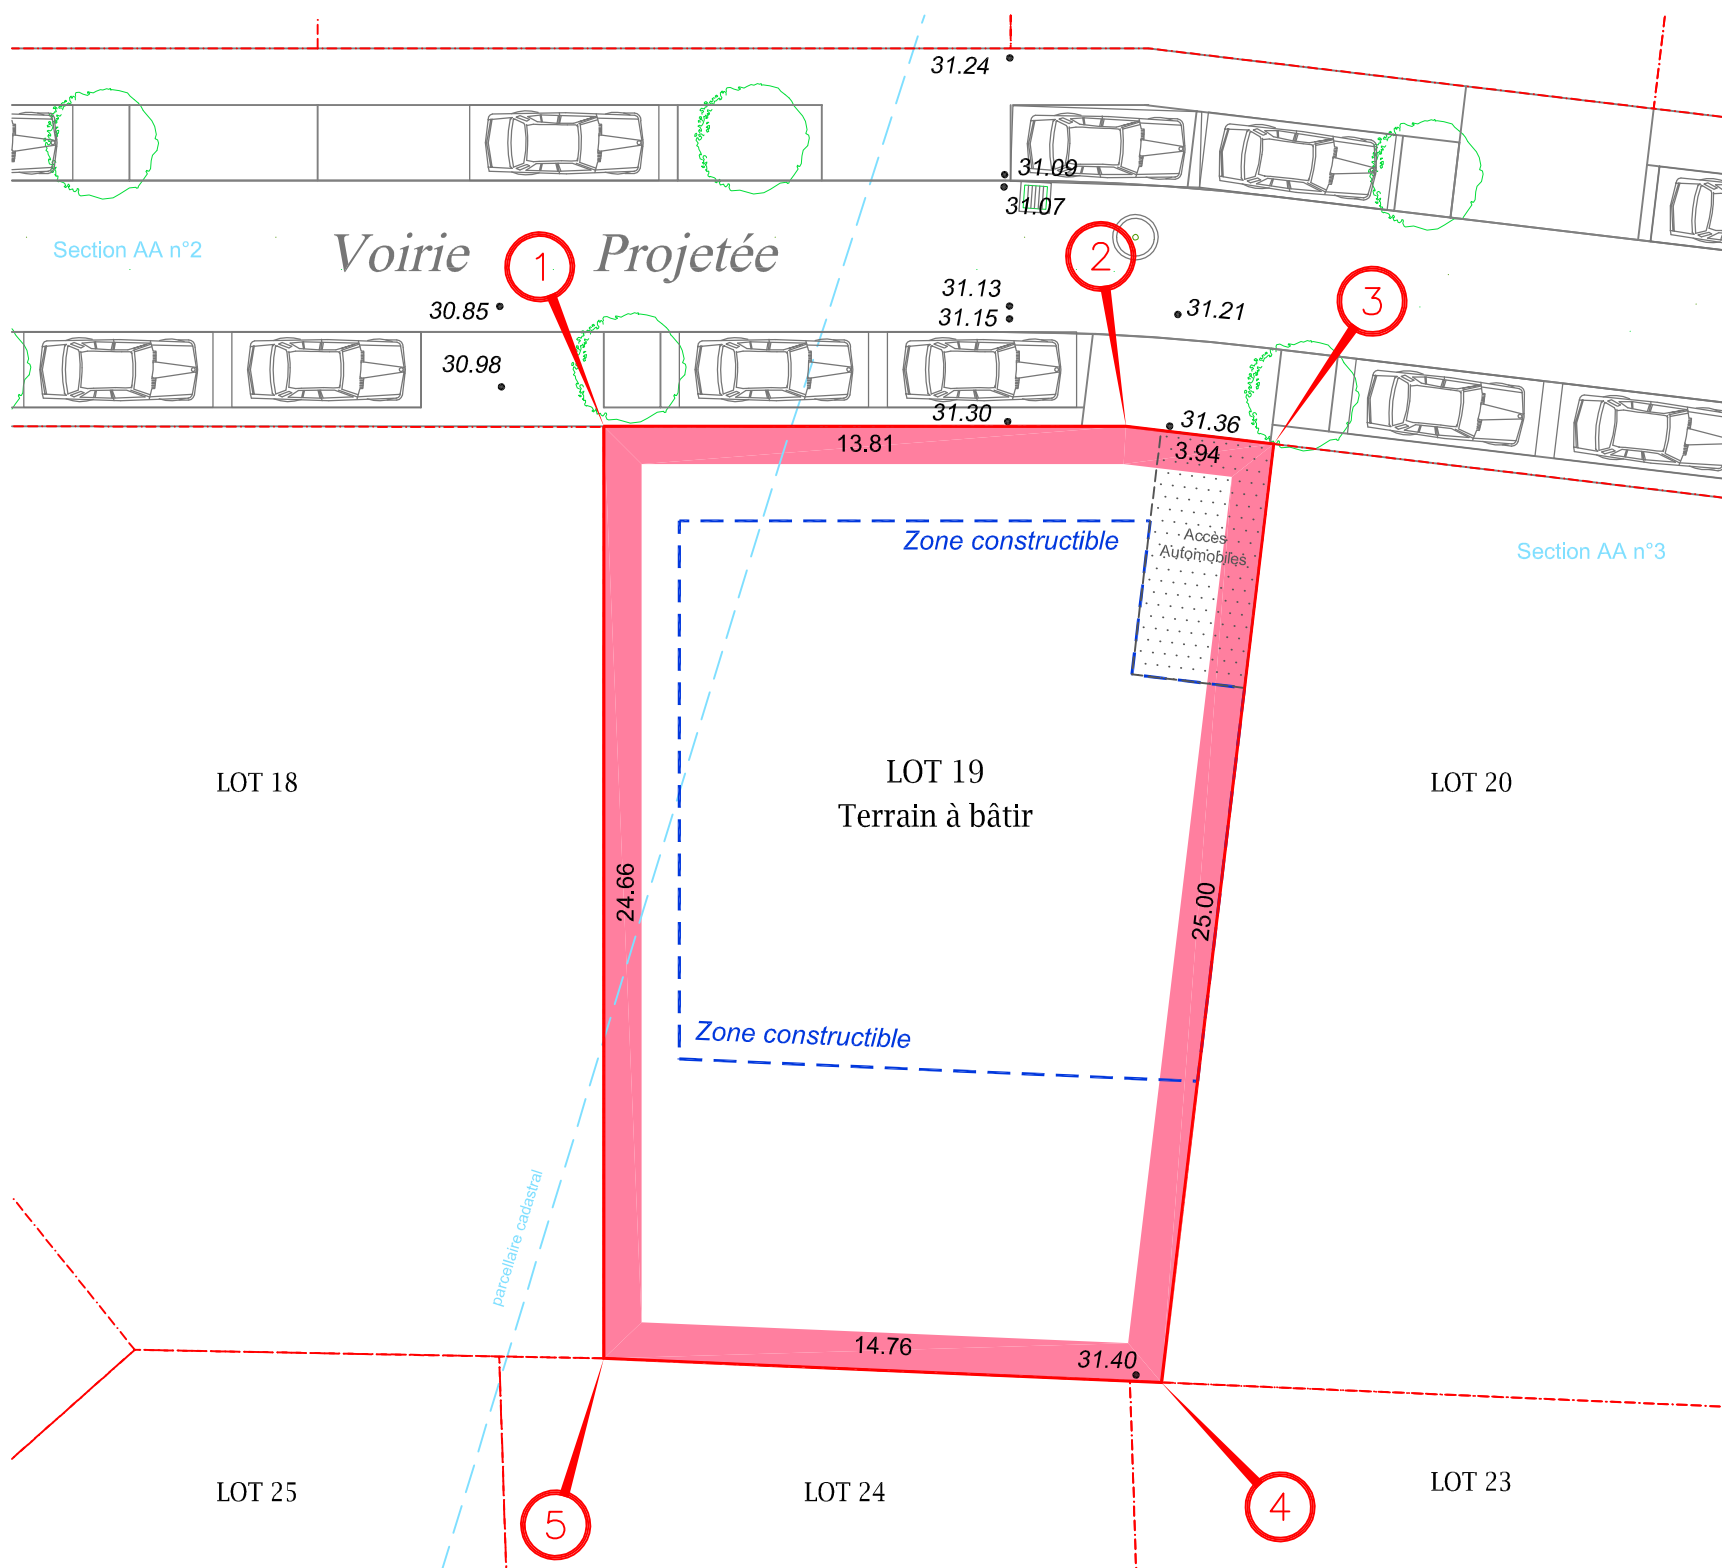 31.24
31.09
31.07
Section AA n°2
Voirie Projetée
1
2
3
30.85
31.13
31.15
31.21
30.98
31.30
31.36
13.81
3.94
Zone constructible
Accès
Automobiles
Section AA n°3
LOT 18
LOT 19
Terrain à bâtir
LOT 20
24.66
25.00
Zone constructible
parcellaire cadastral
14.76
31.40
LOT 25
LOT 24
LOT 23
5
4